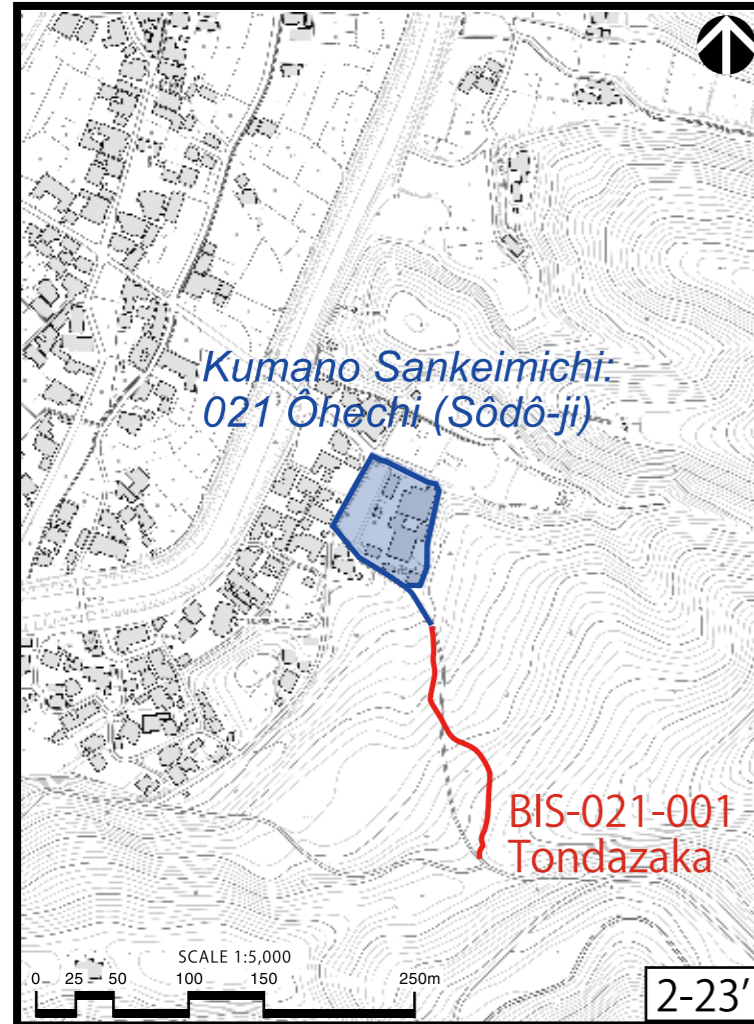 Kumano Sankeimichi:
021 Ôhechi (Sôdô-ji)
BIS-021-001
Tondazaka
SCALE 1:5,000
0 25 50 100 150 250m
2-23'